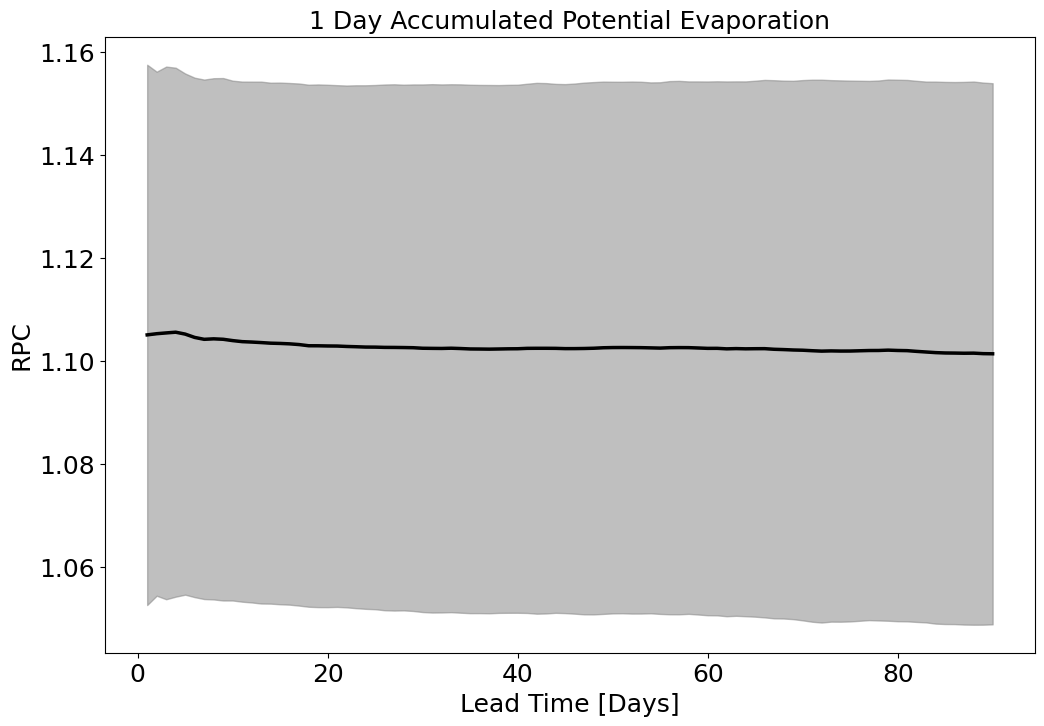 1 Day Accumulated Potential Evaporation
1.16
1.14
1.12
1.10
1.08
1.06
RPC
0 20 40 60 80
Lead Time [Days]